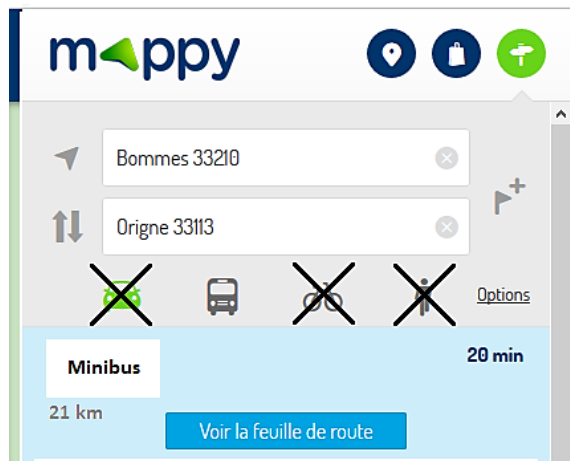 mappy
Bommes 33210
Origne 33113
Options
Minibus
20 min
21 km
Voir la feuille de route